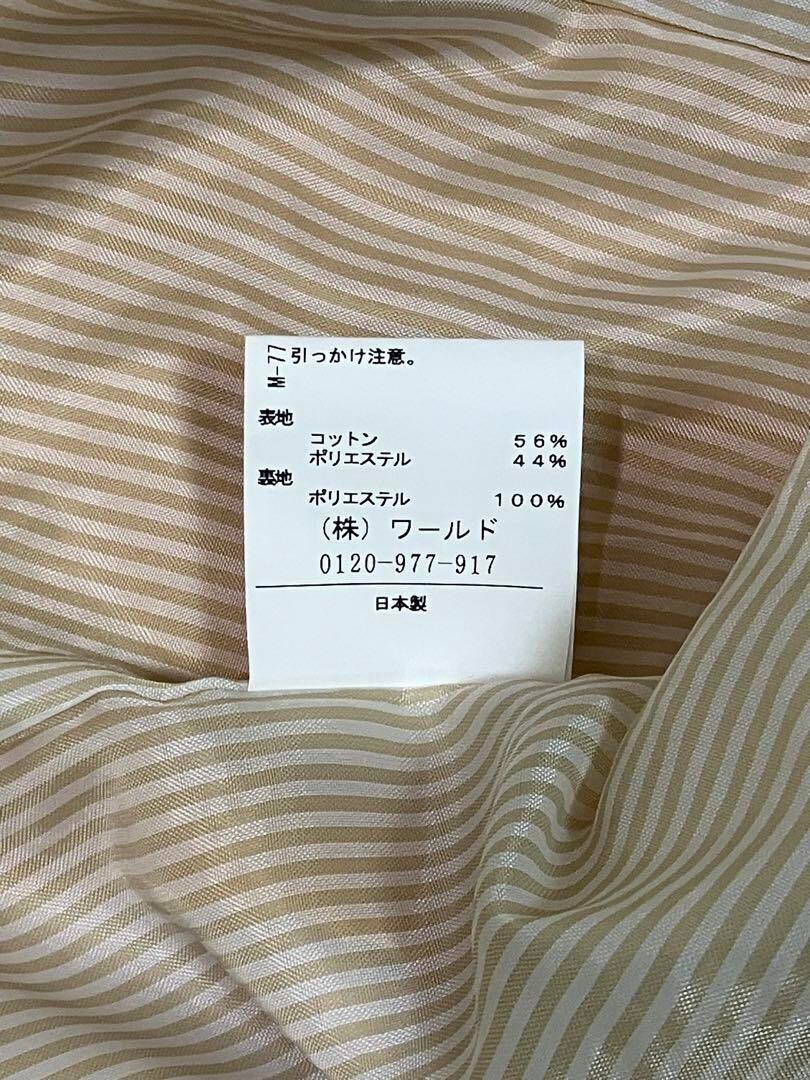 M-77
引っかけ注意。
表地
コットン 56%
ポリエステル 44%
裏地
ポリエステル 100%
(株) ワールド
0120-977-917
日本製